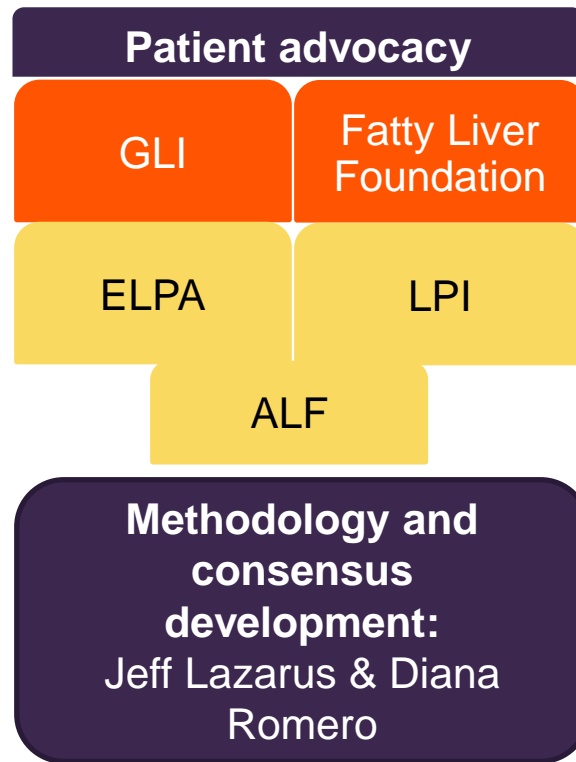 Patient advocacy
GLI
Fatty Liver
Foundation
ELPA
LPI
ALF
Methodology and
consensus
development:
Jeff Lazarus & Diana
Romero